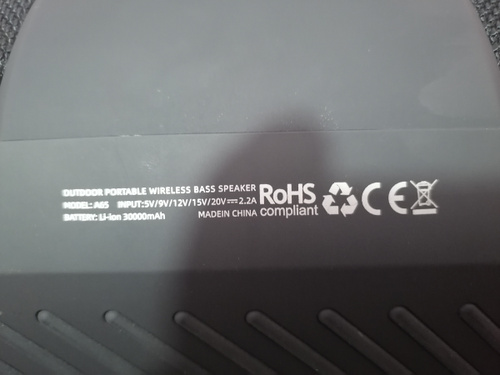 OUTDOOR PORTABLE WIRELESS BASS SPEAKER
MODEL: A65 INPUT:5V/9V/12V/15V/20V⎓2.2A
BATTERY: Li-ion 30000mAh MADEIN CHINA
RoHS
compliant
CE